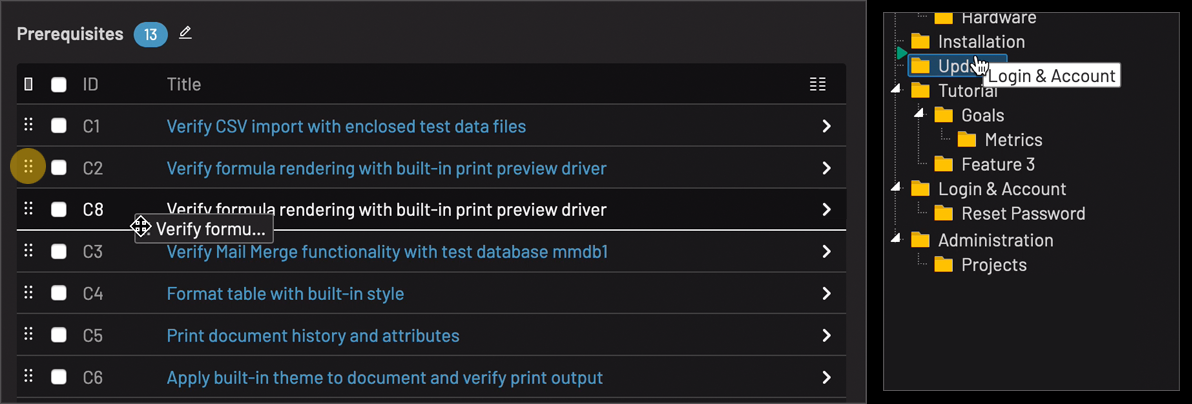 Prerequisites 13
ID Title
C1 Verify CSV import with enclosed test data files
C2 Verify formula rendering with built-in print preview driver
C8 Verify formula rendering with built-in print preview driver
Verify formu...
C3 Verify Mail Merge functionality with test database mmdb1
C4 Format table with built-in style
C5 Print document history and attributes
C6 Apply built-in theme to document and verify print output
Hardware
Installation
Login & Account
Tutorial
Goals
Metrics
Feature 3
Login & Account
Reset Password
Administration
Projects